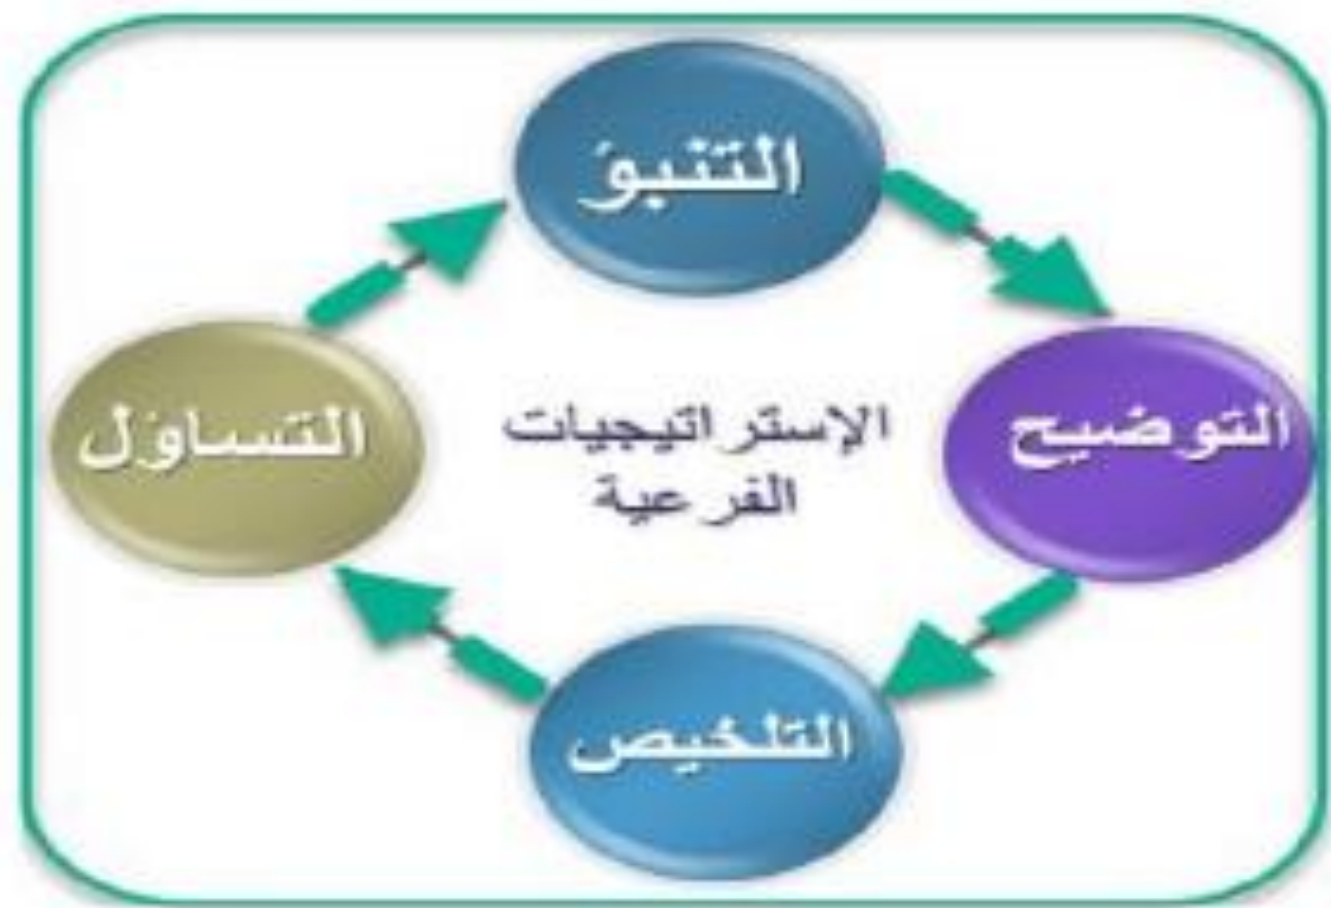 التنبؤ
التوضيح
الإستراتيجيات
الفرعية
التساؤل
التلخيص